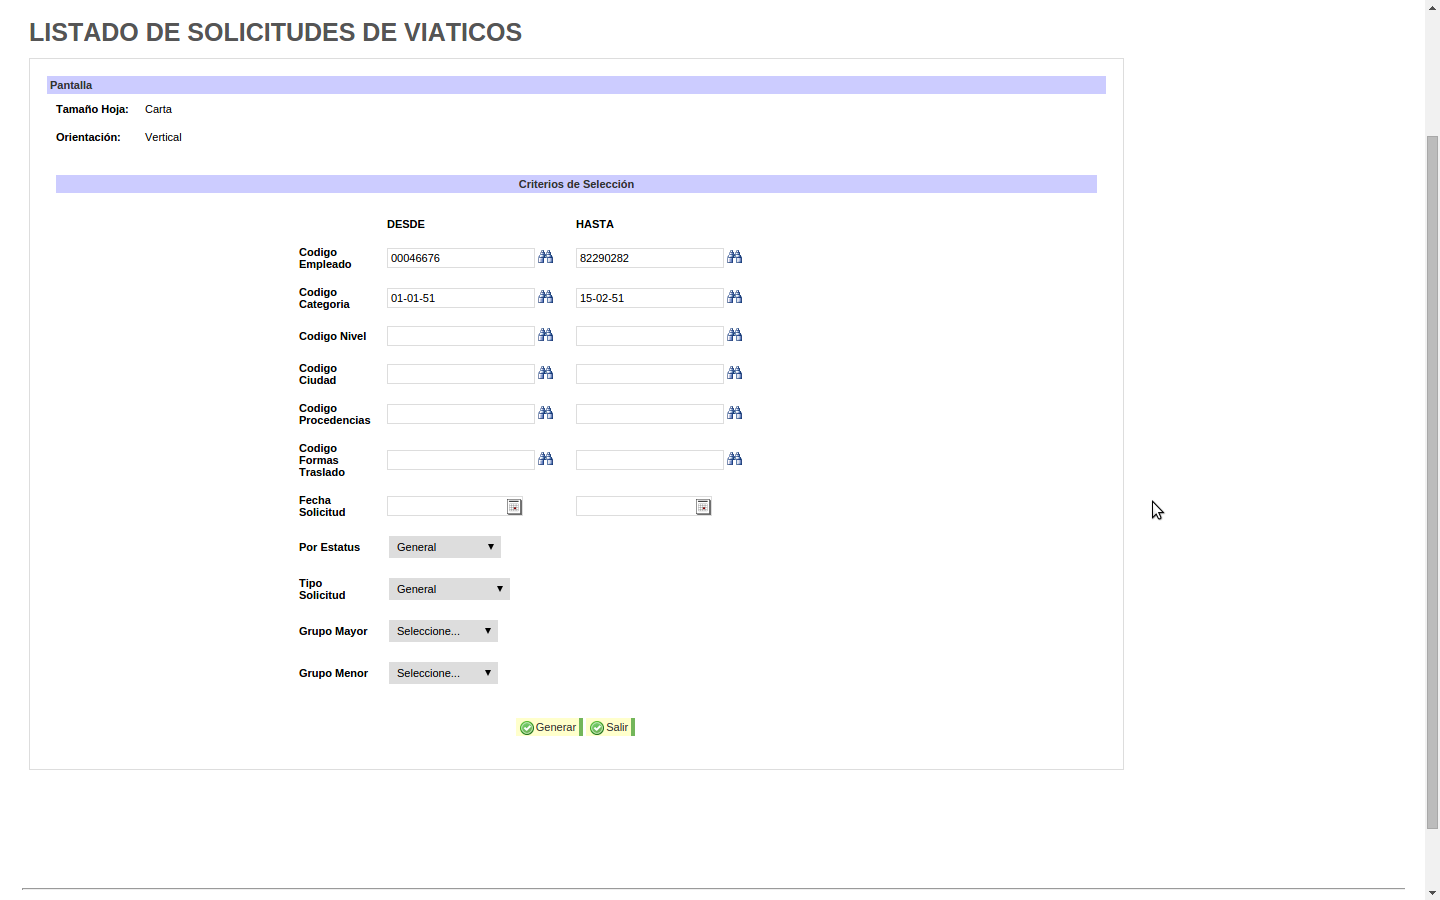 LISTADO DE SOLICITUDES DE VIATICOS
Pantalla
Tamaño Hoja: Carta
Orientación: Vertical
Criterios de Selección
DESDE HASTA
Codigo
Empleado 00046676 82290282
Codigo
Categoria 01-01-51 15-02-51
Codigo Nivel
Codigo
Ciudad
Codigo
Procedencias
Codigo
Formas
Traslado
Fecha
Solicitud
Por Estatus General
Tipo
Solicitud General
Grupo Mayor Seleccione...
Grupo Menor Seleccione...
Generar Salir